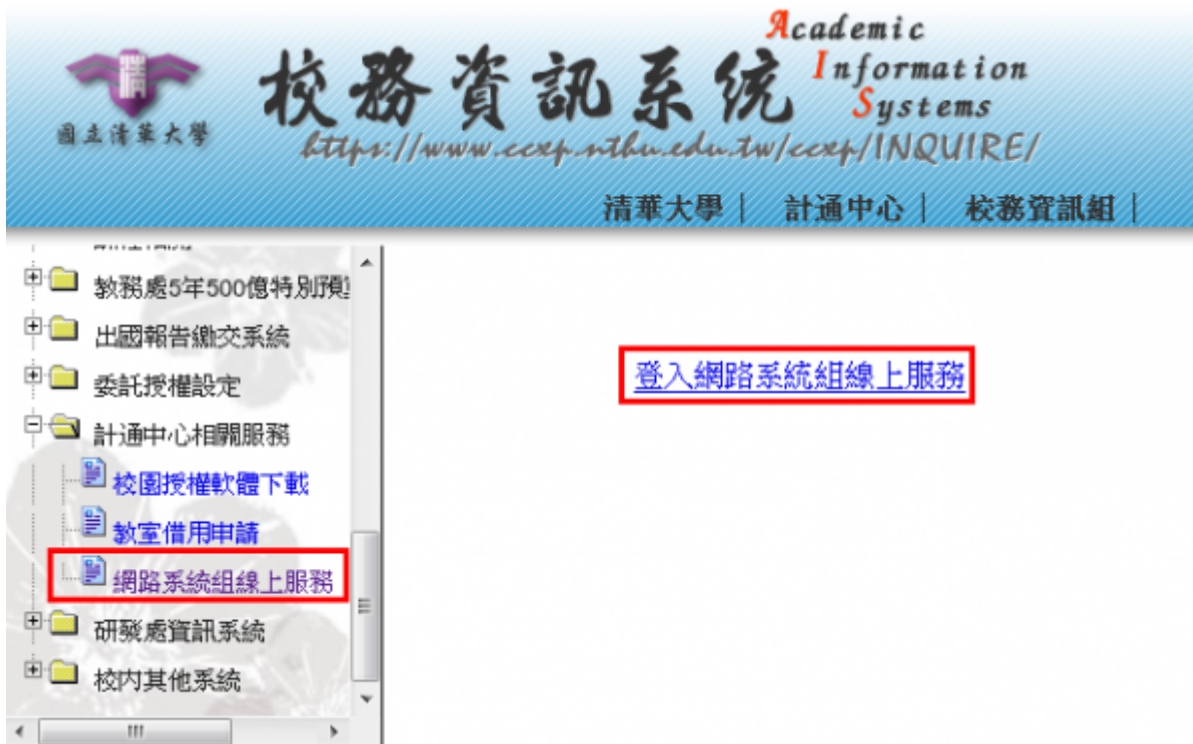 Academic
Information
Systems
校務資訊系統
國立清華大學
https://www.ccxp.nthu.edu.tw/ccxp/INQUIRE/
清華大學│ 計通中心│ 校務資訊組│
教務處5年500億特別預
出國報告繳交系統
委託授權設定
計通中心相關服務
校園授權軟體下載
教室借用申請
網路系統組線上服務
研發處資訊系統
校內其他系統
登入網路系統組線上服務